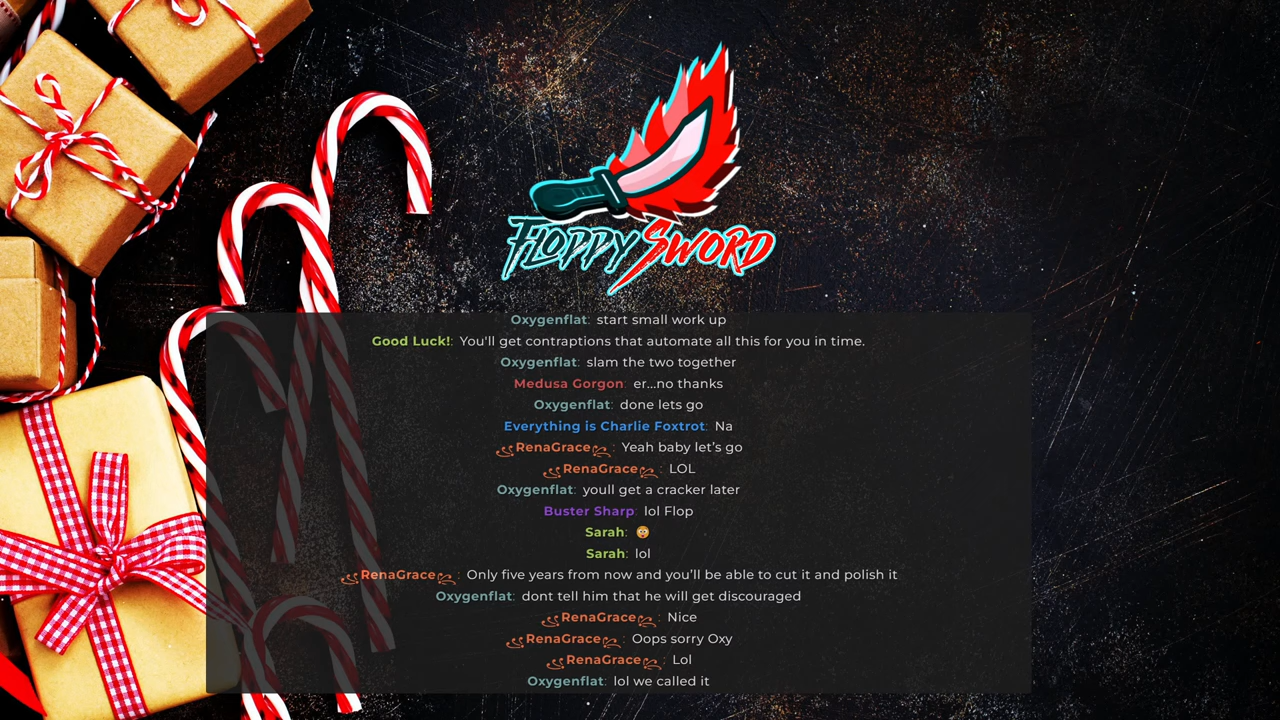 FLOPPY SWORD
Oxygenflat: start small work up
Good Luck!: You'll get contraptions that automate all this for you in time.
Oxygenflat: slam the two together
Medusa Gorgon: er...no thanks
Oxygenflat: done lets go
Everything is Charlie Foxtrot: Na
RenaGrace: Yeah baby let’s go
RenaGrace: LOL
Oxygenflat: youll get a cracker later
Buster Sharp: lol Flop
Sarah:
Sarah: lol
RenaGrace: Only five years from now and you’ll be able to cut it and polish it
Oxygenflat: dont tell him that he will get discouraged
RenaGrace: Nice
RenaGrace: Oops sorry Oxy
RenaGrace: Lol
Oxygenflat: lol we called it